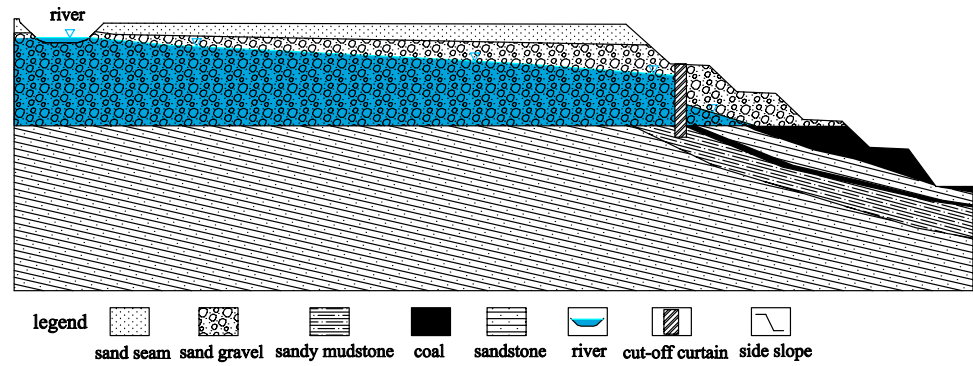 river
legend
sand seam
sand gravel
sandy mudstone
coal
sandstone
river
cut-off curtain
side slope